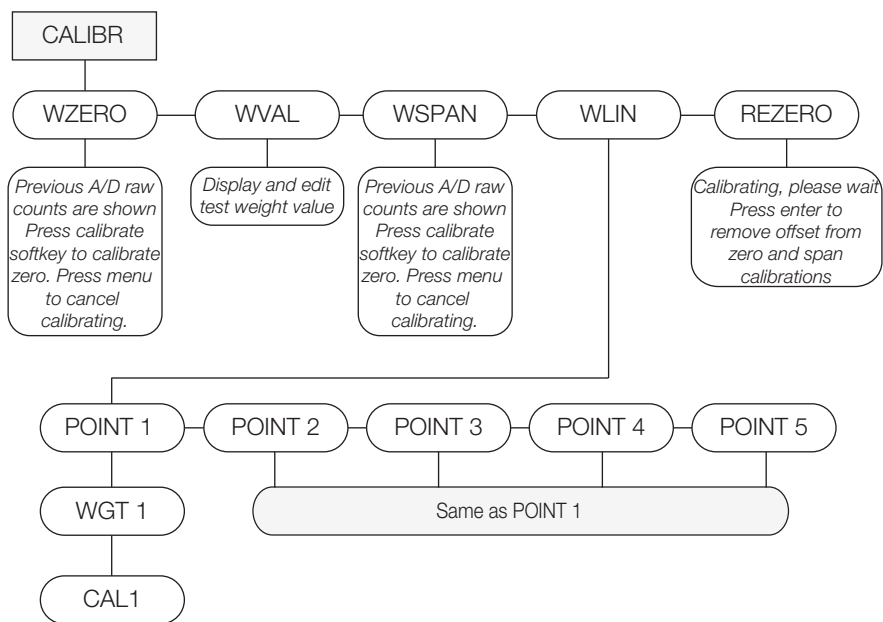 CALIBR
WZERO
WVAL
WSPAN
WLIN
REZERO
Previous A/D raw
counts are shown
Press calibrate
softkey to calibrate
zero. Press menu
to cancel
calibrating.
Display and edit
test weight value
Previous A/D raw
counts are shown
Press calibrate
softkey to calibrate
zero. Press menu
to cancel
calibrating.
Calibrating, please wait
Press enter to
remove offset from
zero and span
calibrations
POINT 1
POINT 2
POINT 3
POINT 4
POINT 5
WGT 1
Same as POINT 1
CAL1